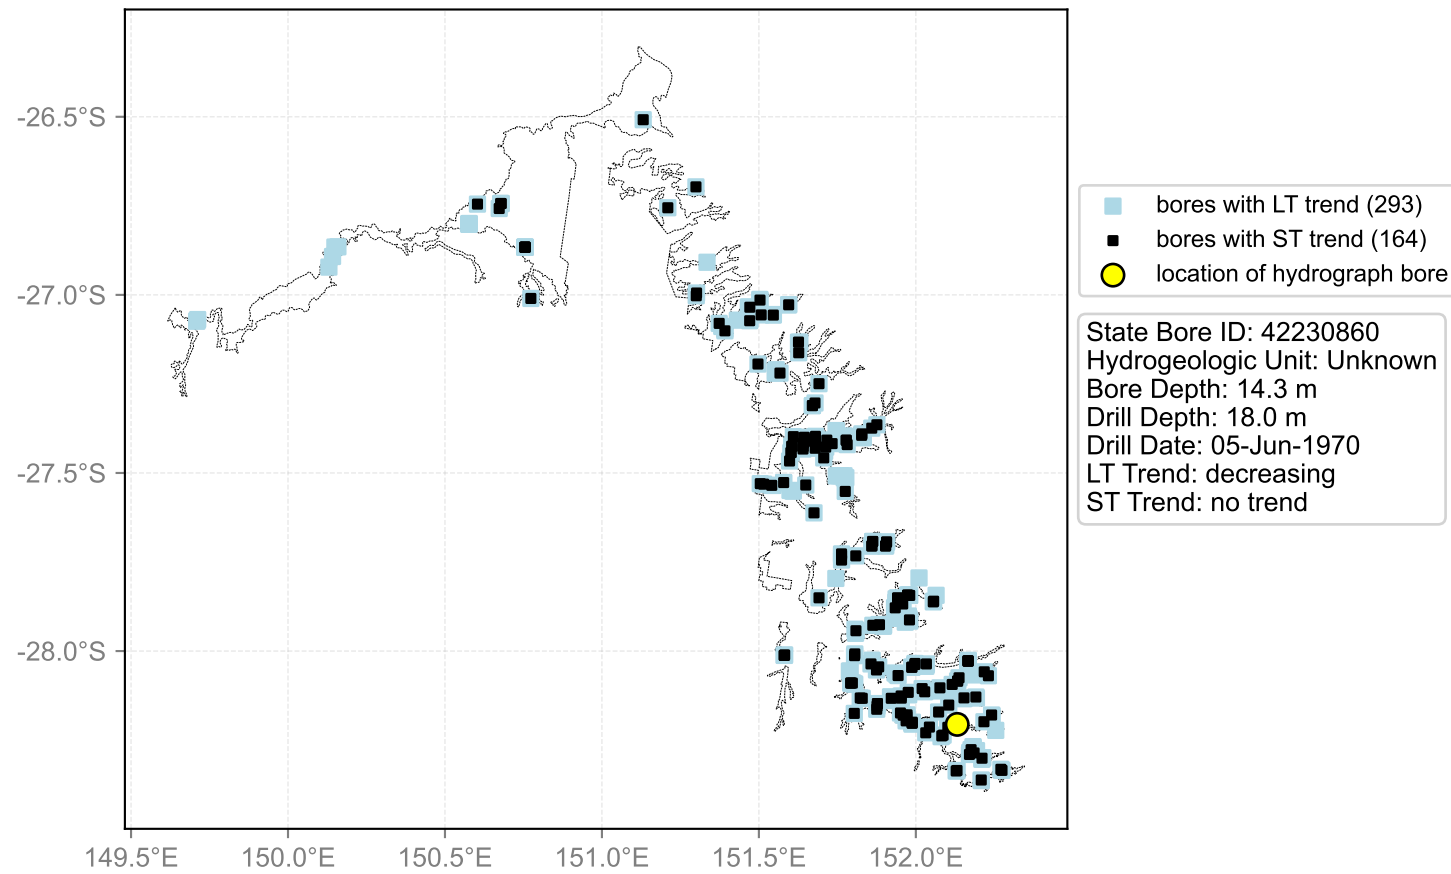 -26.5°S
-27.0°S
-27.5°S
-28.0°S
149.5°E 150.0°E 150.5°E 151.0°E 151.5°E 152.0°E
bores with LT trend (293)
bores with ST trend (164)
location of hydrograph bore
State Bore ID: 42230860
Hydrogeologic Unit: Unknown
Bore Depth: 14.3 m
Drill Depth: 18.0 m
Drill Date: 05-Jun-1970
LT Trend: decreasing
ST Trend: no trend